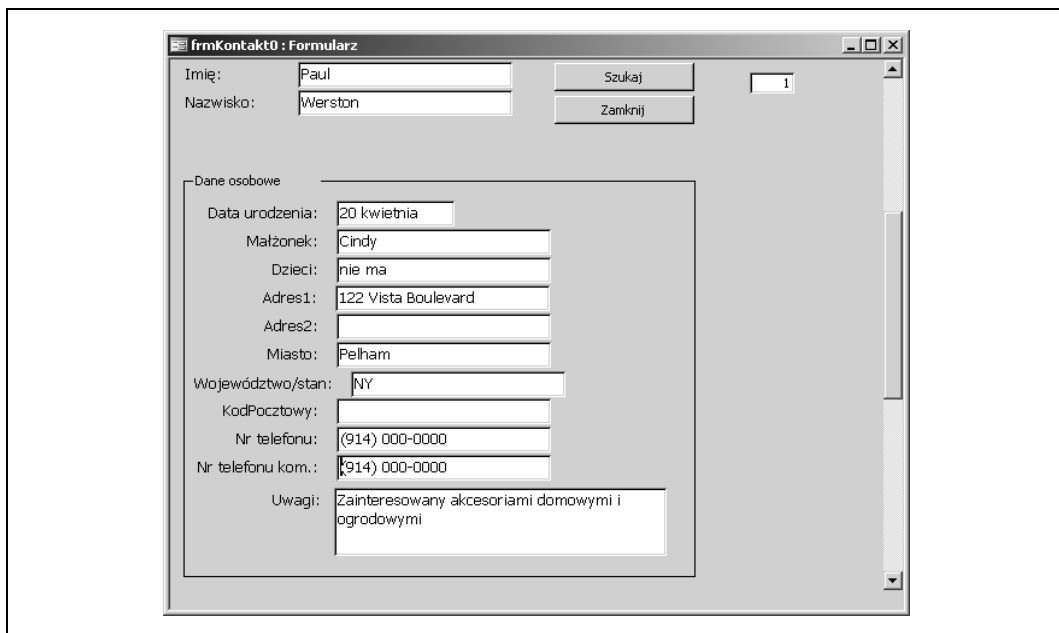 frmKontakt0 : Formularz
Imię: Paul Szukaj 1
Nazwisko: Werston Zamknij
Dane osobowe
Data urodzenia: 20 kwietnia
Małżonek: Cindy
Dzieci: nie ma
Adres1: 122 Vista Boulevard
Adres2:
Miasto: Pelham
Województwo/stan: NY
KodPocztowy:
Nr telefonu: (914) 000-0000
Nr telefonu kom.: (914) 000-0000
Uwagi: Zainteresowany akcesoriami domowymi i
ogrodowymi